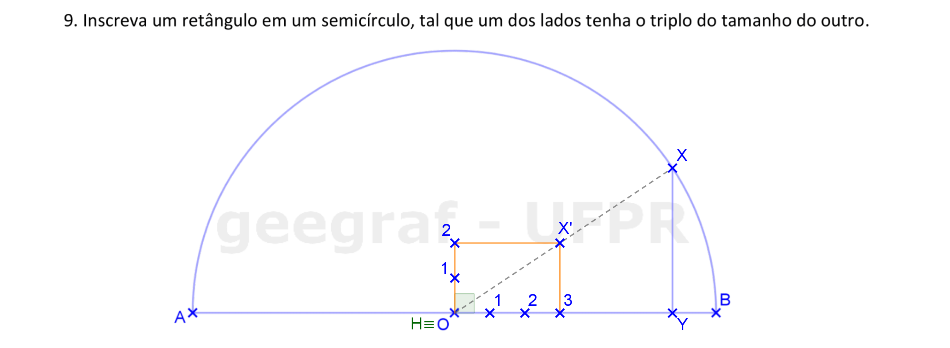 9. Inscreva um retângulo em um semicírculo, tal que um dos lados tenha o triplo do tamanho do outro.
X
geegraf - UFPR
2
X'
1
1
2
3
B
A
H≡O
Y